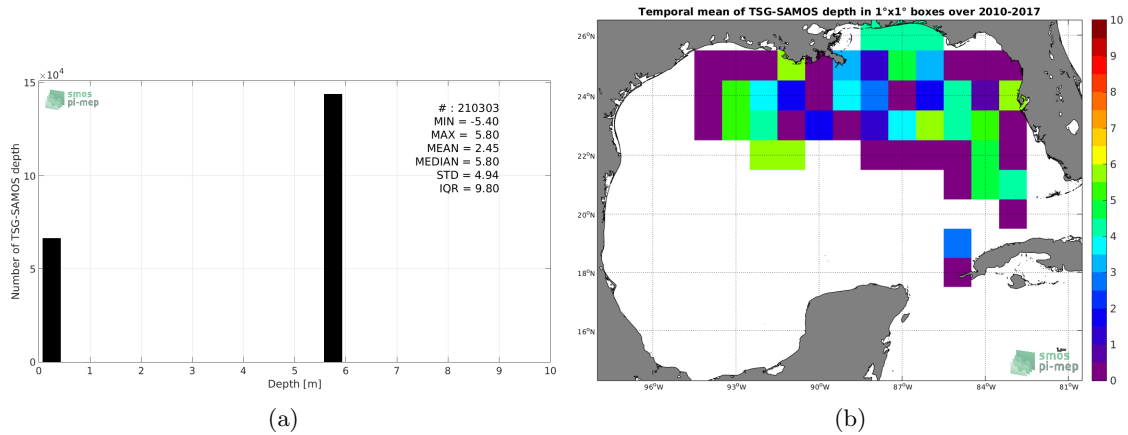 ×10⁴
15
10
5
0
Number of TSG-SAMOS depth
smos
pi-mep
# : 210303
MIN = -5.40
MAX = 5.80
MEAN = 2.45
MEDIAN = 5.80
STD = 4.94
IQR = 9.80
0 1 2 3 4 5 6 7 8 9 10
Depth [m]
(a)
Temporal mean of TSG-SAMOS depth in 1°x1° boxes over 2010-2017
26°N
24°N
22°N
20°N
18°N
16°N
96°W 93°W 90°W 87°W 84°W 81°W
smos
pi-mep
10
9
8
7
6
5
4
3
2
1
0
(b)